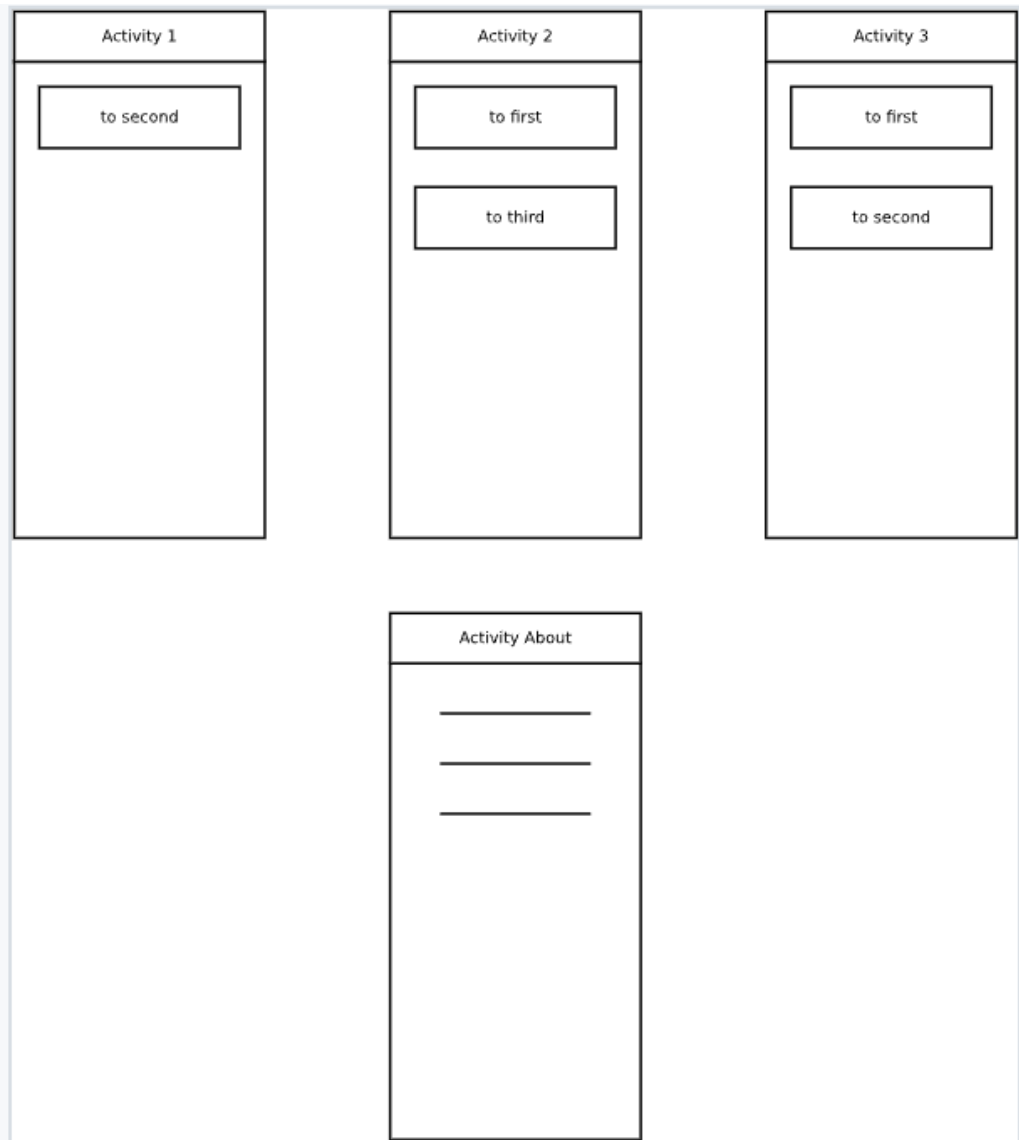 Activity 1
Activity 2
Activity 3
to second
to first
to first
to third
to second
Activity About